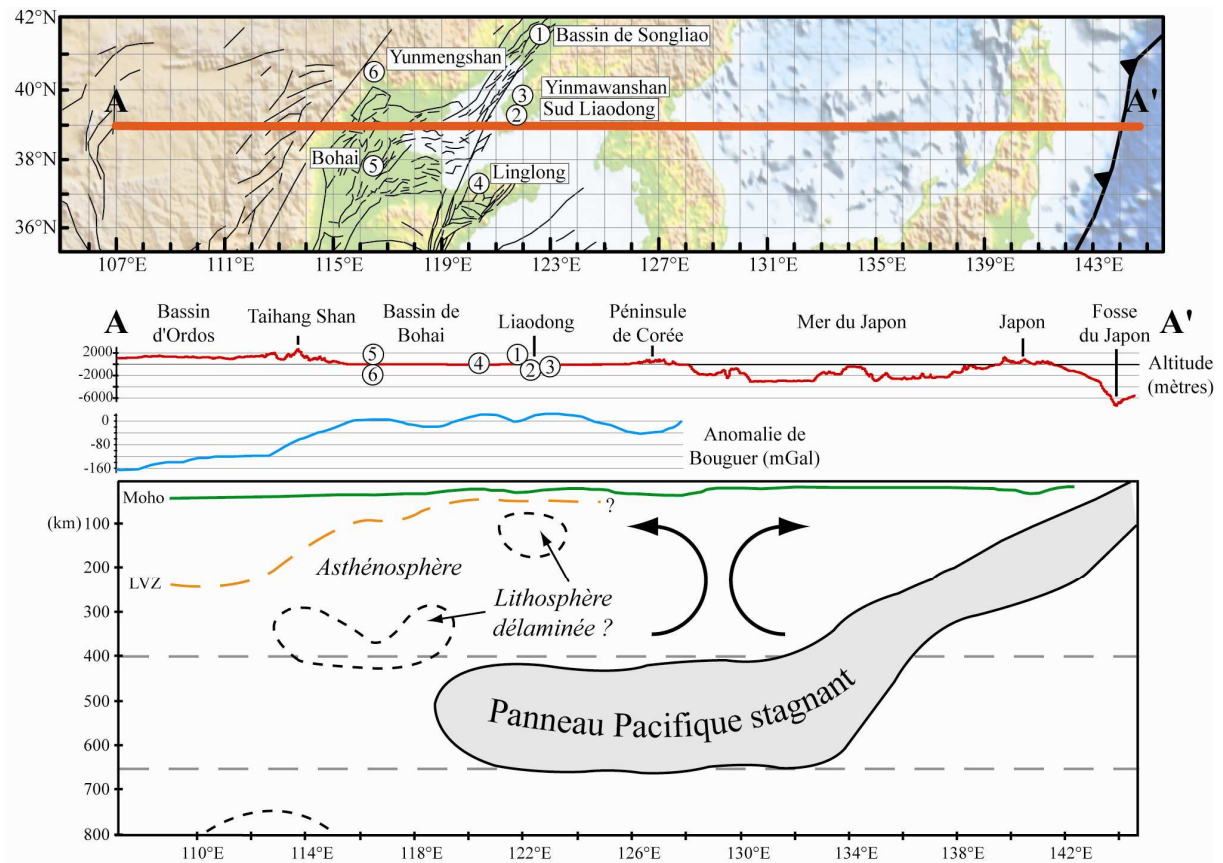 42°N
40°N
38°N
36°N
① Bassin de Songliao
Yunmengshan
⑥
③ Yinmawanshan
② Sud Liaodong
A
A'
Bohai ⑤
Linglong
④
107°E 111°E 115°E 119°E 123°E 127°E 131°E 135°E 139°E 143°E
A
Bassin d'Ordos
Taihang Shan
Bassin de Bohai
Liaodong
Péninsule de Corée
Mer du Japon
Japon
Fosse du Japon
A'
2000
-2000
-6000
⑤
⑥
④
①
②
③
Altitude (mètres)
0
-80
-160
Anomalie de Bouguer (mGal)
Moho
(km) 100
200
LVZ
300
400
500
600
700
800
?
Asthénosphère
Lithosphère
délaminée ?
Panneau Pacifique stagnant
110°E 114°E 118°E 122°E 126°E 130°E 134°E 138°E 142°E